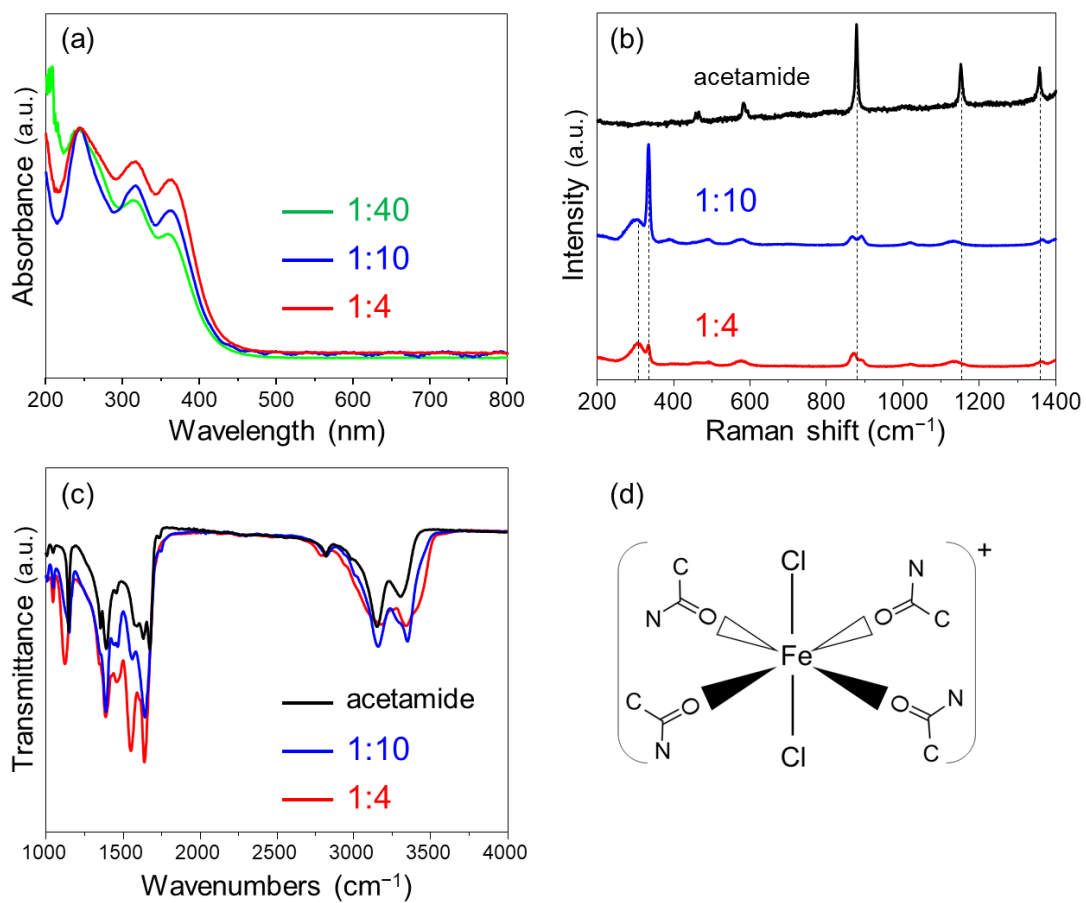 (a)
Absorbance (a.u.)
1:40
1:10
1:4
200 300 400 500 600 700 800
Wavelength (nm)
(b)
Intensity (a.u.)
acetamide
1:10
1:4
200 400 600 800 1000 1200 1400
Raman shift (cm⁻¹)
(c)
Transmittance (a.u.)
acetamide
1:10
1:4
1000 1500 2000 2500 3000 3500 4000
Wavenumbers (cm⁻¹)
(d)
+
Cl
C N
N O O C
Fe
C O O N
N C
Cl